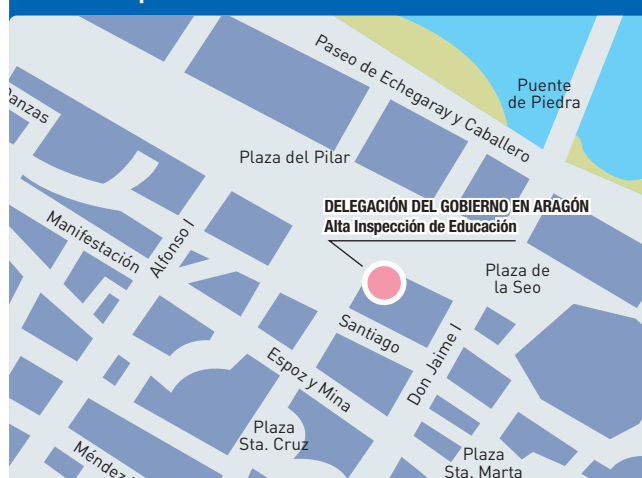 Paseo de Echegaray y Caballero
Puente
de Piedra
Plaza del Pilar
DELEGACIÓN DEL GOBIERNO EN ARAGÓN
Alta Inspección de Educación
Manifestación
Alfonso I
Plaza de
la Seo
Santiago
Don Jaime I
Espoz y Mina
Plaza
Sta. Cruz
Plaza
Sta. Marta